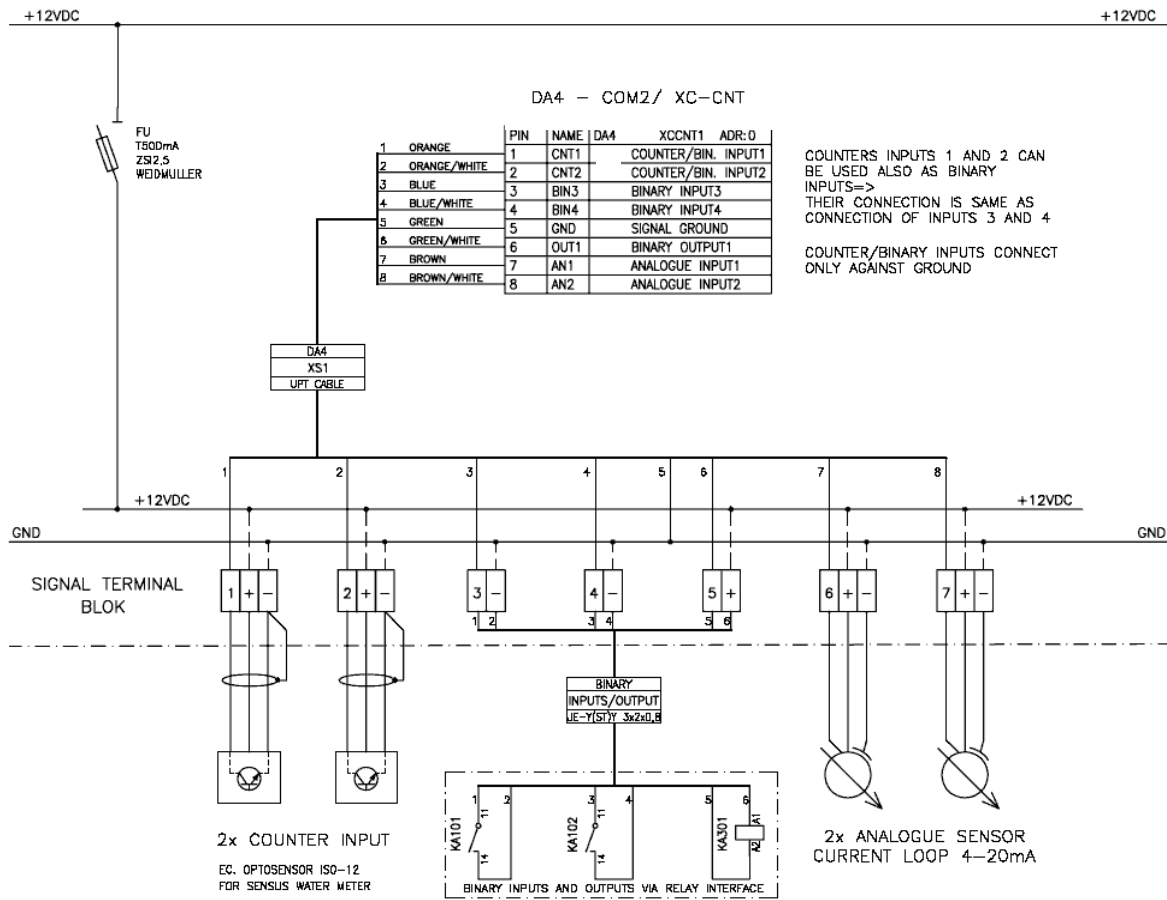 +12VDC
+12VDC
DA4 - COM2/ XC-CNT
FU
T500mA
ZSI2,5
WEIDMULLER
PIN NAME DA4 XCCNT1 ADR:0
1 ORANGE 1 CNT1 COUNTER/BIN. INPUT1
2 ORANGE/WHITE 2 CNT2 COUNTER/BIN. INPUT2
3 BLUE 3 BIN3 BINARY INPUT3
4 BLUE/WHITE 4 BIN4 BINARY INPUT4
5 GREEN 5 GND SIGNAL GROUND
6 GREEN/WHITE 6 OUT1 BINARY OUTPUT1
7 BROWN 7 AN1 ANALOGUE INPUT1
8 BROWN/WHITE 8 AN2 ANALOGUE INPUT2
COUNTERS INPUTS 1 AND 2 CAN
BE USED ALSO AS BINARY
INPUTS=>
THEIR CONNECTION IS SAME AS
CONNECTION OF INPUTS 3 AND 4
COUNTER/BINARY INPUTS CONNECT
ONLY AGAINST GROUND
DA4
XS1
UPT CABLE
1 2 3 4 5 6 7 8
+12VDC
+12VDC
GND
GND
SIGNAL TERMINAL
BLOK
1 + - 2 + - 3 - 4 - 5 + 6 + - 7 + -
1 2 3 4 5 6
BINARY
INPUTS/OUTPUT
JE-Y(ST)Y 3x2x0,8
1 2 3 4 5 6
KA101 11 14
KA102 11 14
KA301 A1 A2
BINARY INPUTS AND OUTPUTS VIA RELAY INTERFACE
2x COUNTER INPUT
EC. OPTOSENSOR ISO-12
FOR SENSUS WATER METER
2x ANALOGUE SENSOR
CURRENT LOOP 4-20mA